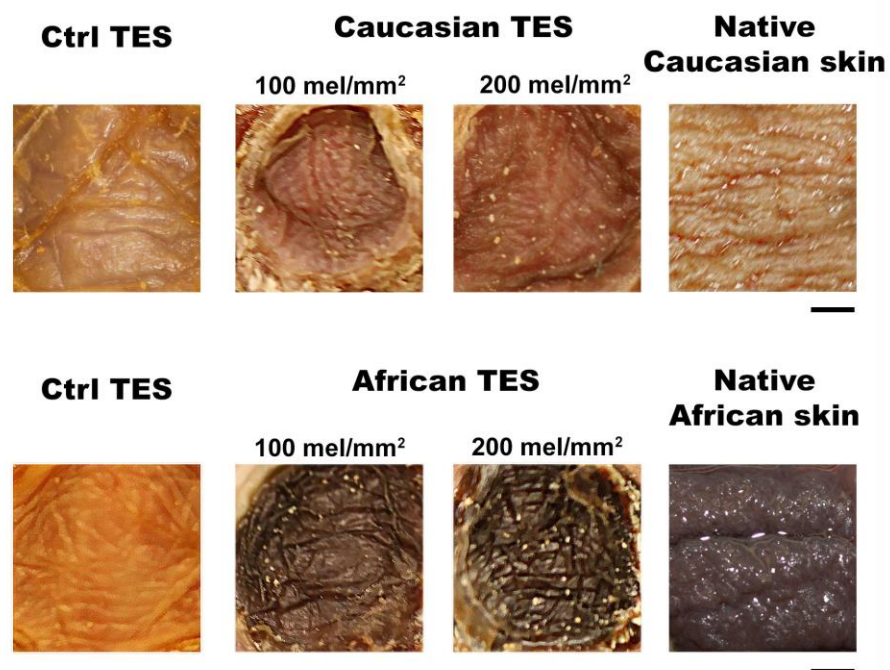 Ctrl TES
Caucasian TES
Native
Caucasian skin
100 mel/mm²
200 mel/mm²
Ctrl TES
African TES
Native
African skin
100 mel/mm²
200 mel/mm²